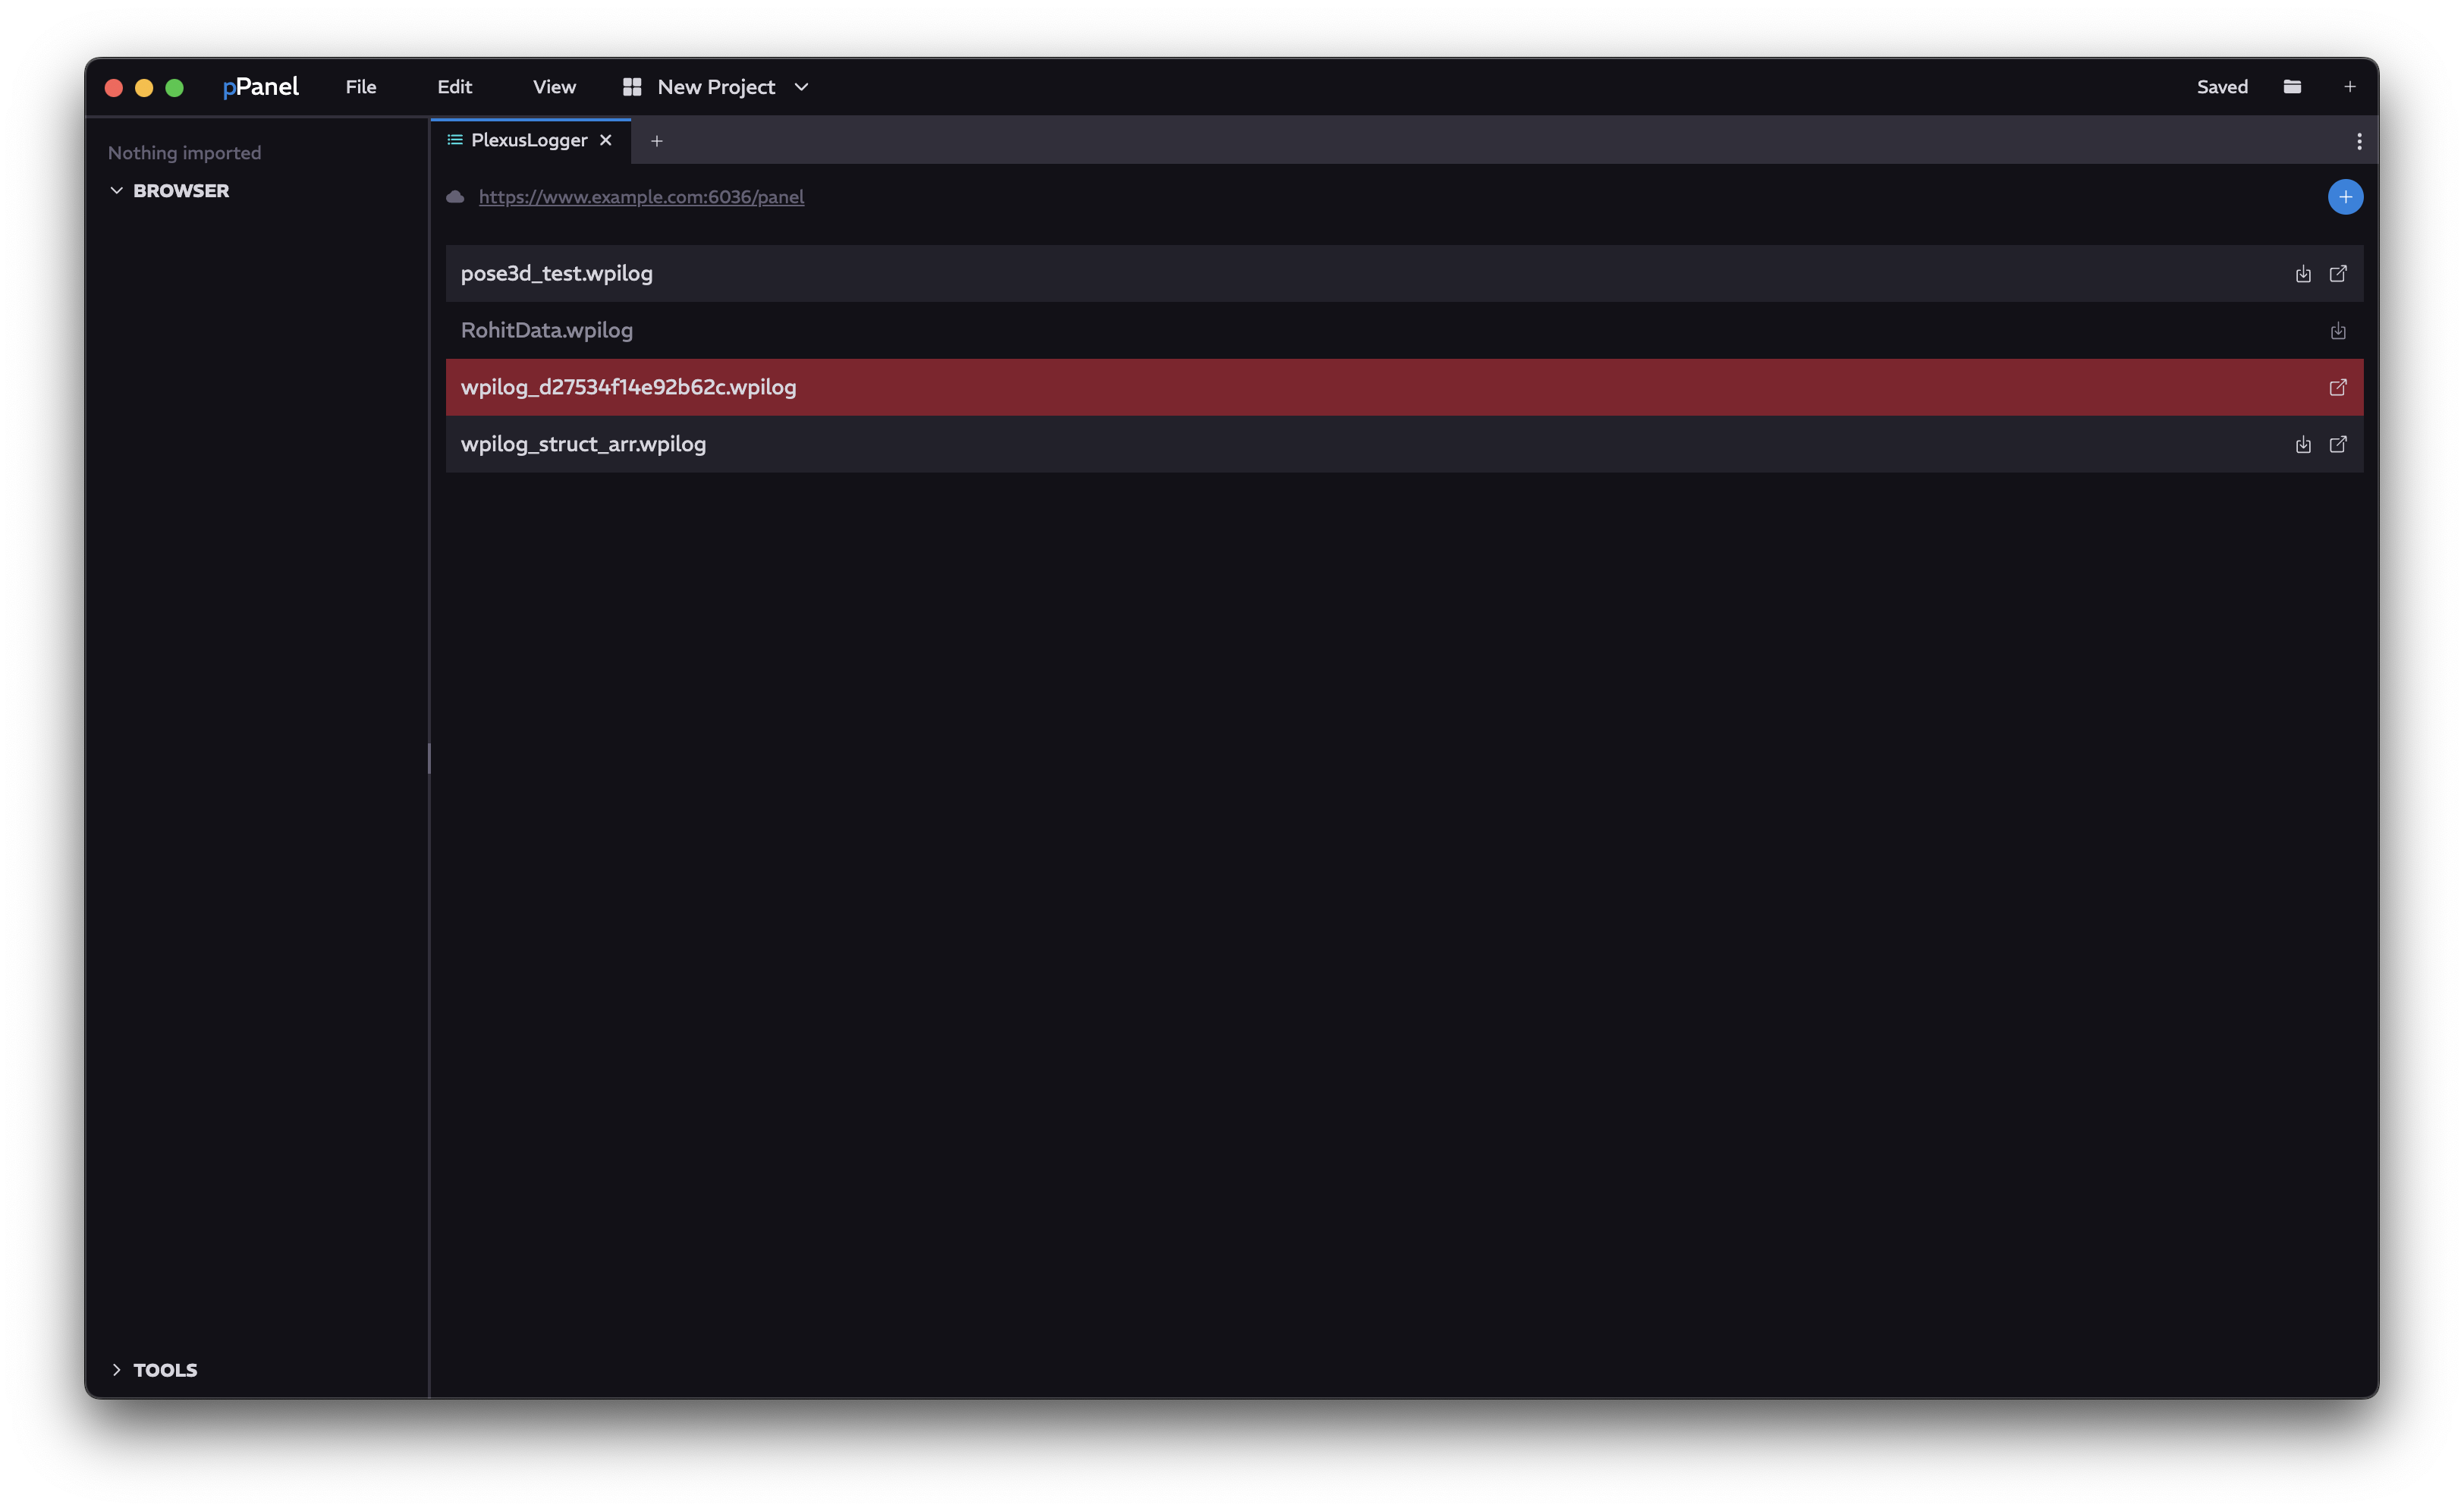 pPanel File Edit View New Project Saved
Nothing imported
BROWSER
PlexusLogger
https://www.example.com:6036/panel
pose3d_test.wpilog
RohitData.wpilog
wpilog_d27534f14e92b62c.wpilog
wpilog_struct_arr.wpilog
TOOLS